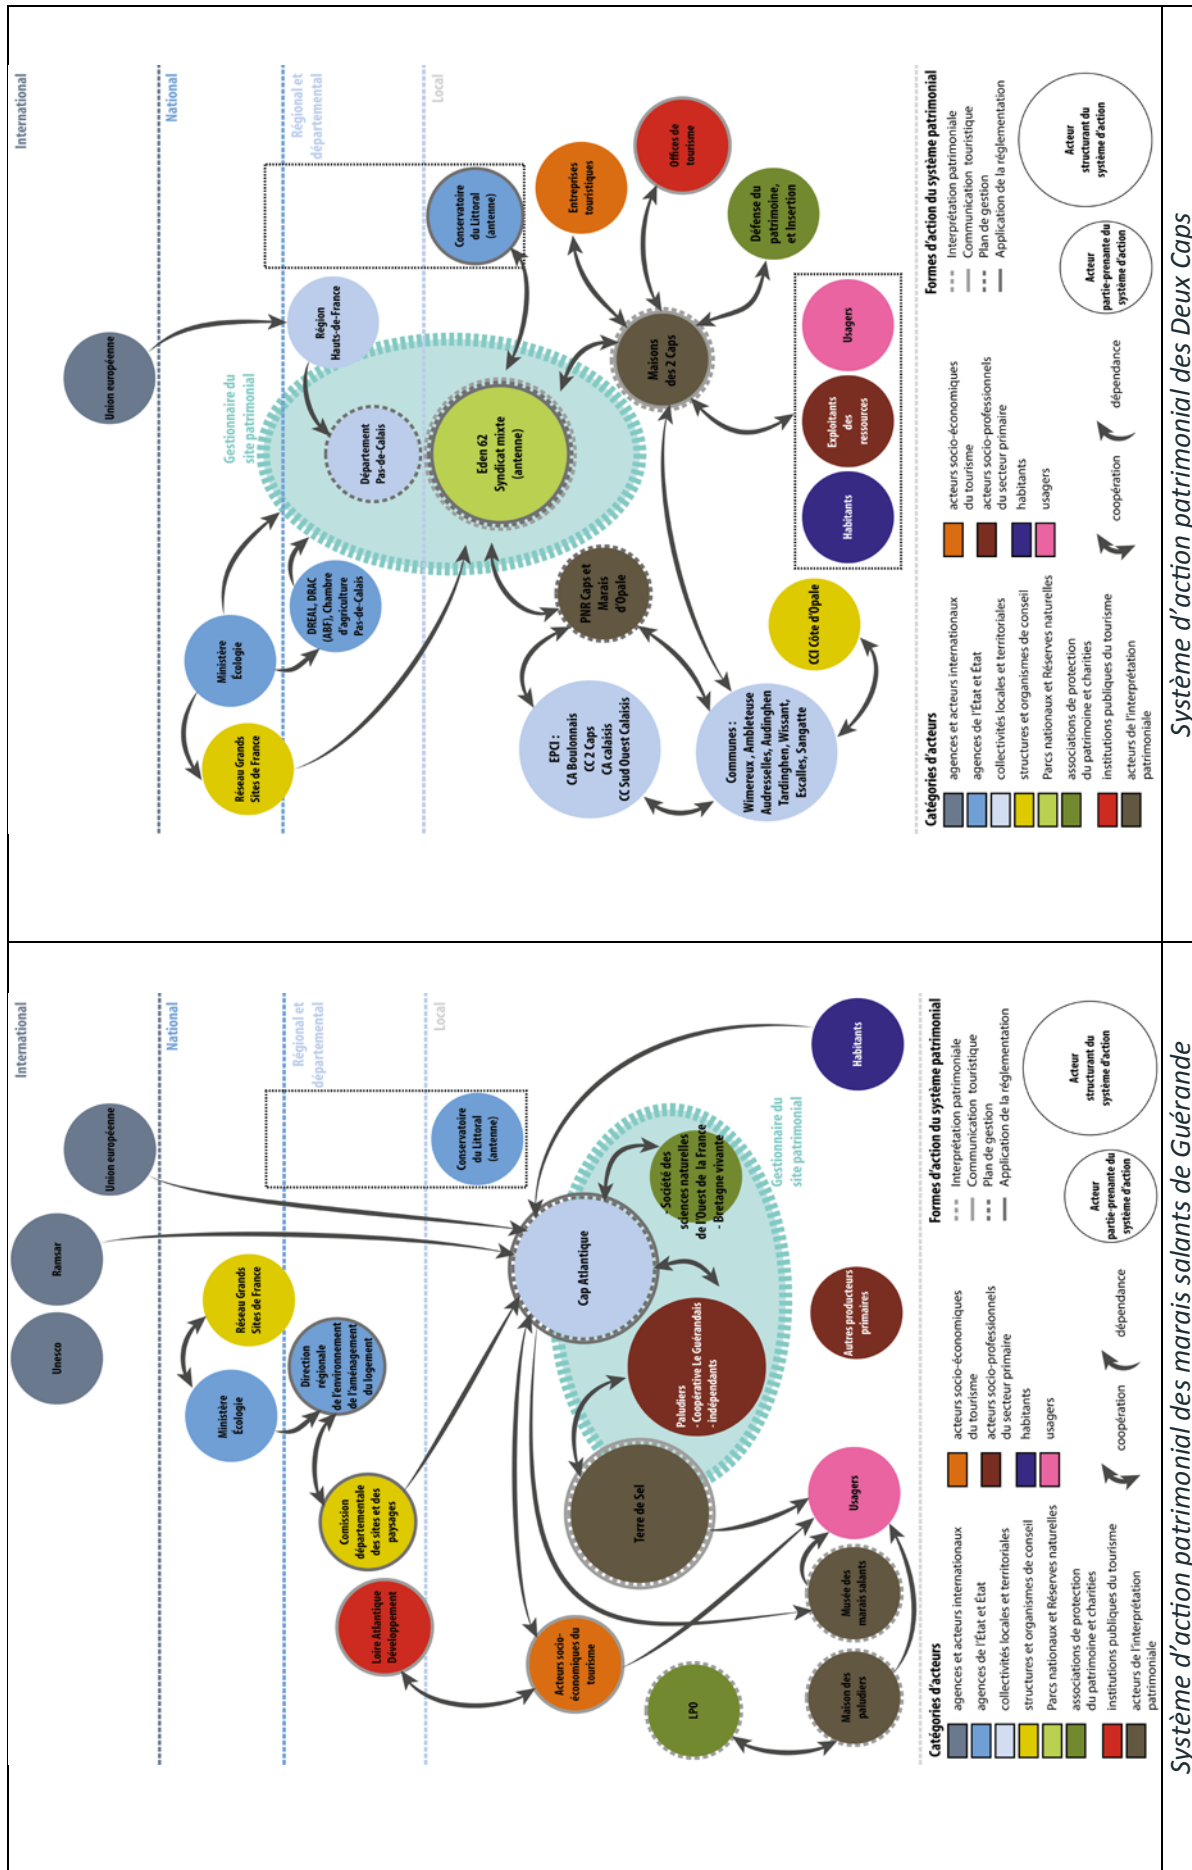 International
National
Régional et
départemental
Local
Unesco
Ramsar
Union européenne
Ministère
Écologie
Réseau Grands
Sites de France
Direction
régionale
de l'environnement
de l'aménagement
du logement
Comission
départementale
des sites et des
paysages
Loire Atlantique
Développement
Conservatoire
du Littoral
(antenne)
Acteurs socio-
économiques du
tourisme
Cap Atlantique
- Société des
sciences naturelles
de l'Ouest de la France
- Bretagne vivante
Gestionnaire du
site patrimonial
Paludiers
- Coopérative Le Guérandais
- indépendants
Terre de Sel
LPO
Maison des
paludiers
Musée des
marais salants
Usagers
Autres producteurs
primaires
Habitants
Catégories d'acteurs
agences et acteurs internationaux
agences de l'État et État
collectivités locales et territoriales
structures et organismes de conseil
Parcs nationaux et Réserves naturelles
associations de protection
du patrimoine et charities
institutions publiques du tourisme
acteurs de l'interprétation
patrimoniale
acteurs socio-économiques
du tourisme
acteurs socio-professionnels
du secteur primaire
habitants
usagers
coopération
dépendance
Formes d'action du système patrimonial
Interprétation patrimoniale
Communication touristique
Plan de gestion
Application de la réglementation
Acteur
partie-prenante du
système d'action
Acteur
structurant du
système d'action
Système d'action patrimonial des marais salants de Guérande
International
National
Régional et
départemental
Local
Union européenne
Réseau Grands
Sites de France
Ministère
Écologie
DREAL, DRAC
(ABF), Chambre
d'agriculture
Pas-de-Calais
Gestionnaire du
site patrimonial
Région
Hauts-de-France
Département
Pas-de-Calais
Eden 62
Syndicat mixte
(antenne)
Conservatoire
du Littoral
(antenne)
Entreprises
touristiques
Offices de
tourisme
Défense du
patrimoine,
et Insertion
Maisons
des 2 Caps
PNR Caps et
Marais
d'Opale
EPCI :
CA Boulonnais
CC 2 Caps
CA calaisis
CC Sud Ouest Calaisis
Communes :
Wimereux , Ambleteuse
Audresselles, Audinghen
Tardinghen, Wissant,
Escalles, Sangatte
CCI Côte d'Opale
Habitants
Exploitants
des
ressources
Usagers
Catégories d'acteurs
agences et acteurs internationaux
agences de l'État et État
collectivités locales et territoriales
structures et organismes de conseil
Parcs nationaux et Réserves naturelles
associations de protection
du patrimoine et charities
institutions publiques du tourisme
acteurs de l'interprétation
patrimoniale
acteurs socio-économiques
du tourisme
acteurs socio-professionnels
du secteur primaire
habitants
usagers
coopération
dépendance
Formes d'action du système patrimonial
Interprétation patrimoniale
Communication touristique
Plan de gestion
Application de la réglementation
Acteur
partie-prenante du
système d'action
Acteur
structurant du
système d'action
Système d'action patrimonial des Deux Caps